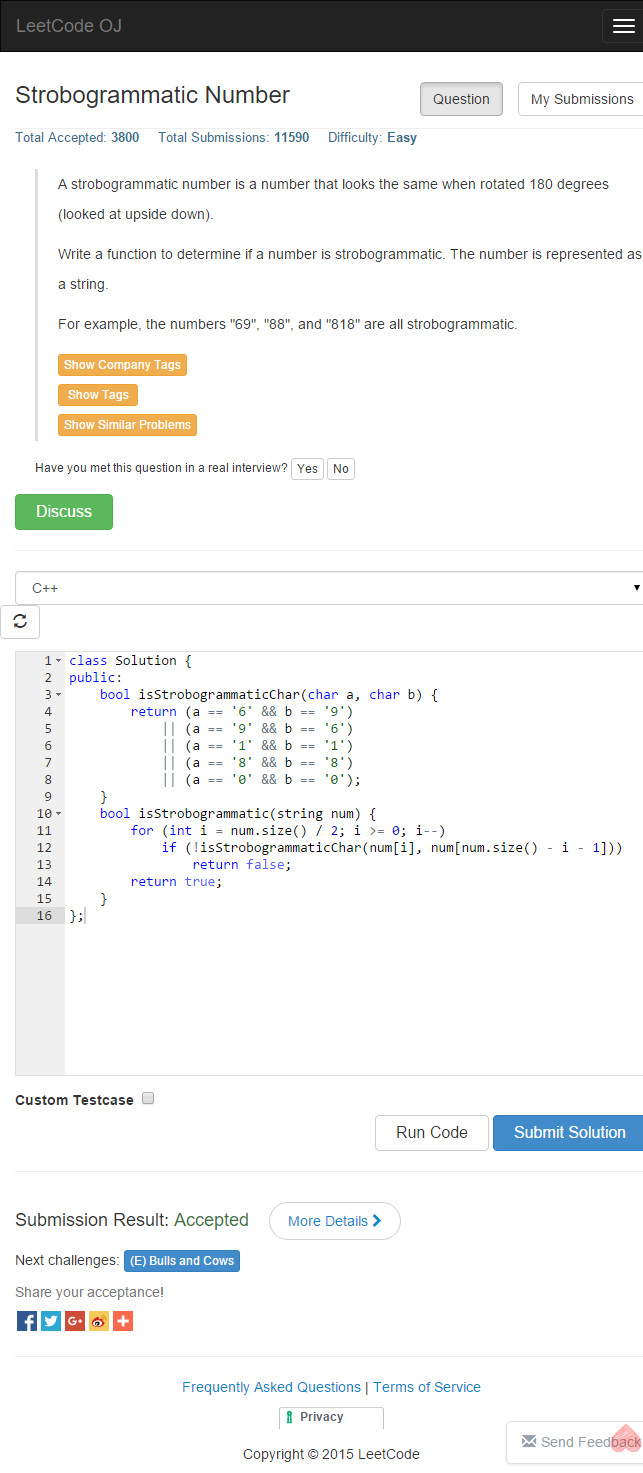 LeetCode OJ
Strobogrammatic Number
Question
My Submissions
Total Accepted: 3800 Total Submissions: 11590 Difficulty: Easy
A strobogrammatic number is a number that looks the same when rotated 180 degrees
(looked at upside down).
Write a function to determine if a number is strobogrammatic. The number is represented as
a string.
For example, the numbers "69", "88", and "818" are all strobogrammatic.
Show Company Tags
Show Tags
Show Similar Problems
Have you met this question in a real interview? Yes No
Discuss
C++
1 class Solution {
2 public:
3     bool isStrobogrammaticChar(char a, char b) {
4         return (a == '6' && b == '9')
5             || (a == '9' && b == '6')
6             || (a == '1' && b == '1')
7             || (a == '8' && b == '8')
8             || (a == '0' && b == '0');
9     }
10     bool isStrobogrammatic(string num) {
11         for (int i = num.size() / 2; i >= 0; i--)
12             if (!isStrobogrammaticChar(num[i], num[num.size() - i - 1]))
13                 return false;
14         return true;
15     }
16 };
Custom Testcase
Run Code
Submit Solution
Submission Result: Accepted
More Details
Next challenges: (E) Bulls and Cows
Share your acceptance!
Frequently Asked Questions | Terms of Service
Privacy
Send Feedback
Copyright © 2015 LeetCode